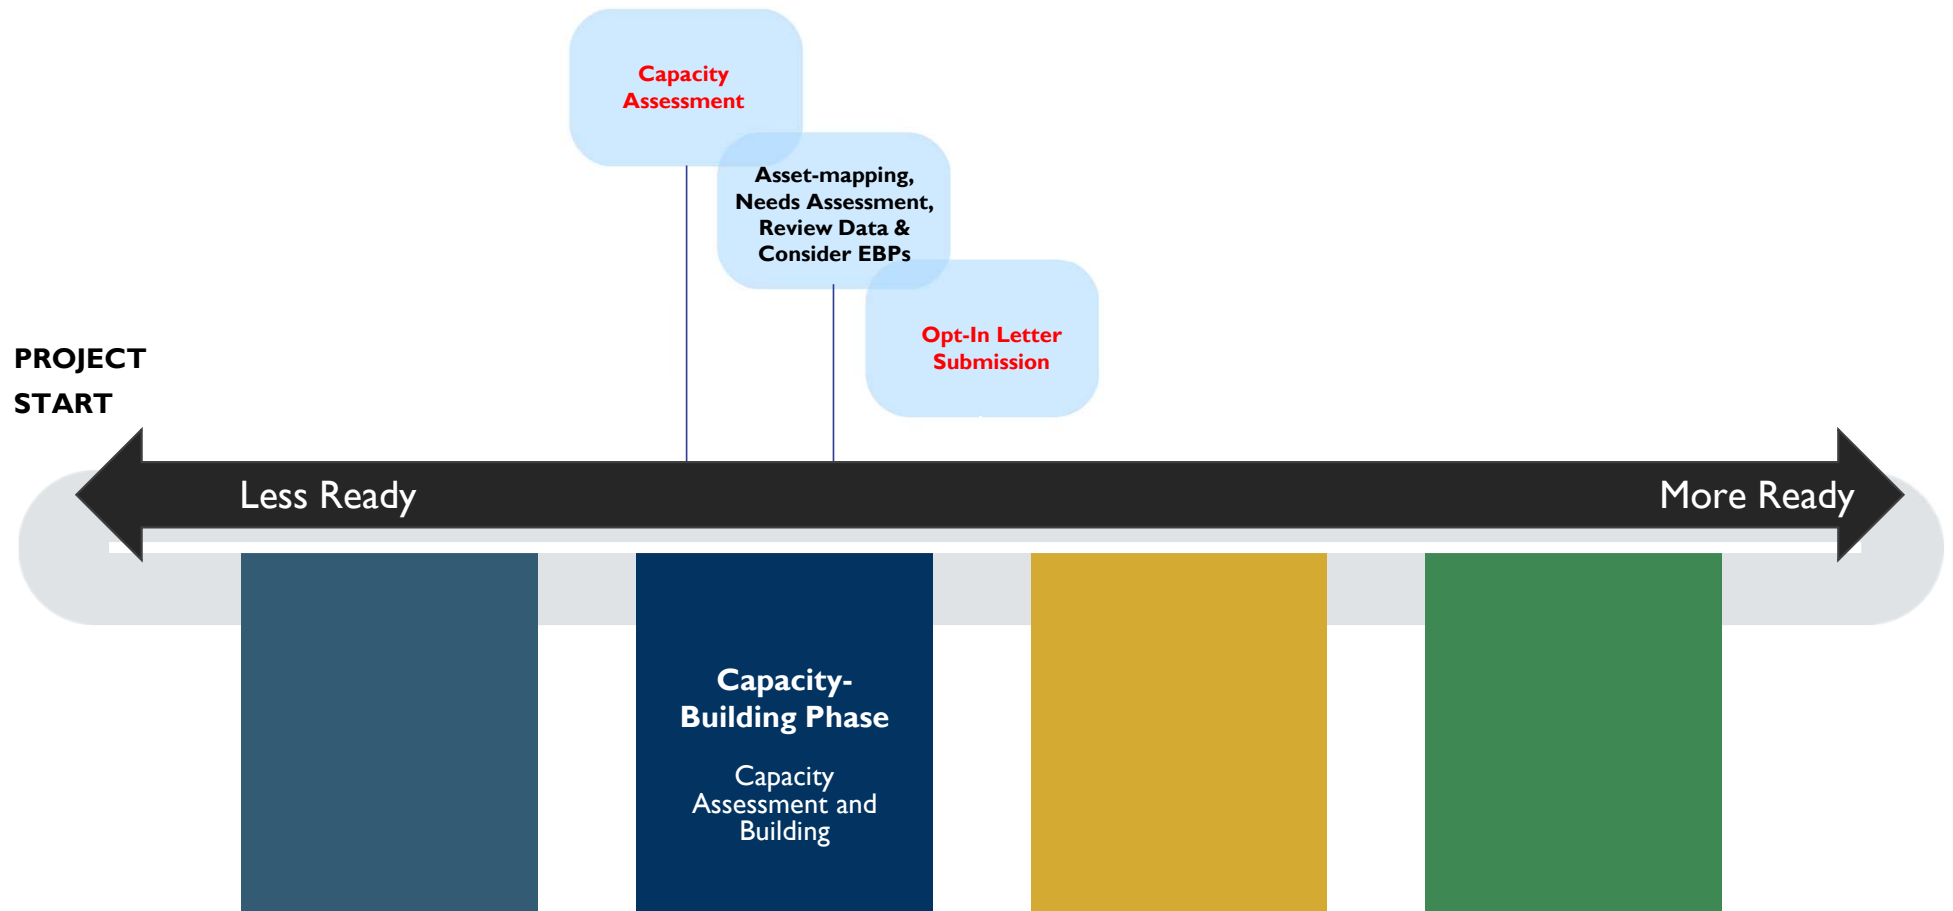 Capacity
Assessment
Asset-mapping,
Needs Assessment,
Review Data &
Consider EBPs
Opt-In Letter
Submission
PROJECT
START
Less Ready
More Ready
Capacity-
Building Phase
Capacity
Assessment and
Building